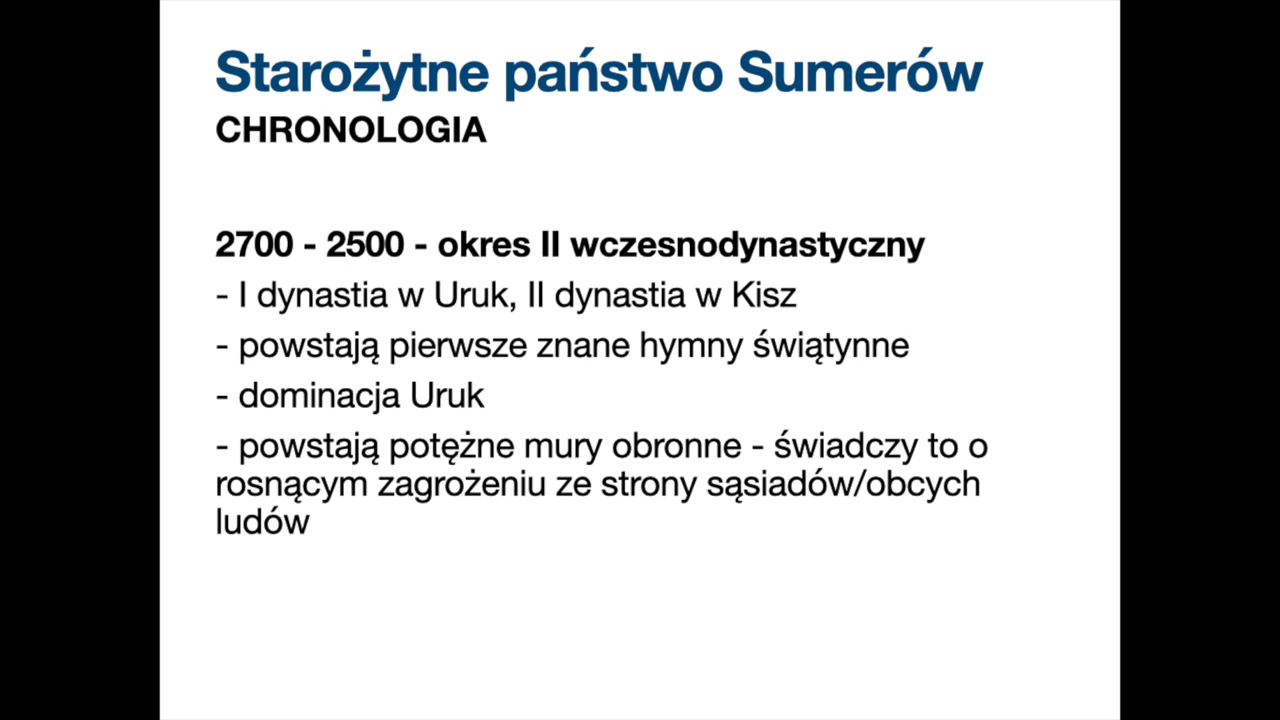 Starożytne państwo Sumerów
CHRONOLOGIA
2700 - 2500 - okres II wczesnodynastyczny
- I dynastia w Uruk, II dynastia w Kisz
- powstają pierwsze znane hymny świątynne
- dominacja Uruk
- powstają potężne mury obronne - świadczy to o
rosnącym zagrożeniu ze strony sąsiadów/obcych
ludów